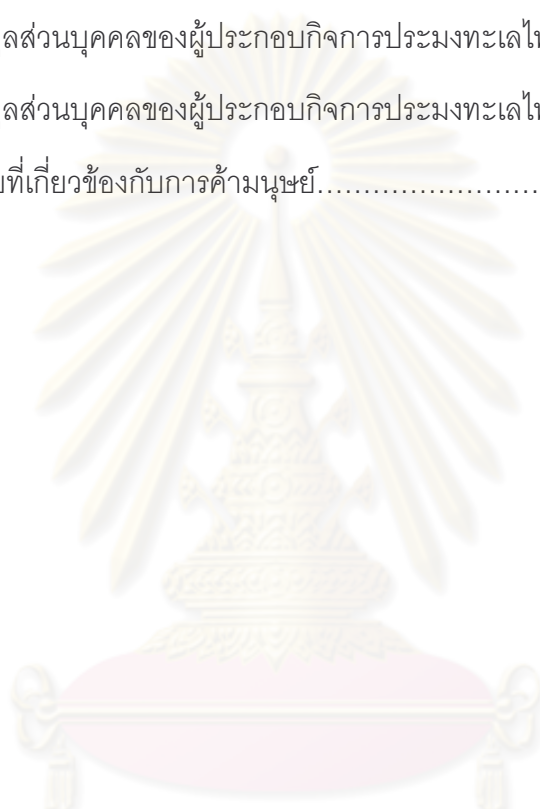 ลส่วนบุคคลของผู้ประกอบกิจการประมงทะเลไท
ลส่วนบุคคลของผู้ประกอบกิจการประมงทะเลไท
ที่เกี่ยวข้องกับการค้ามนุษย์........................